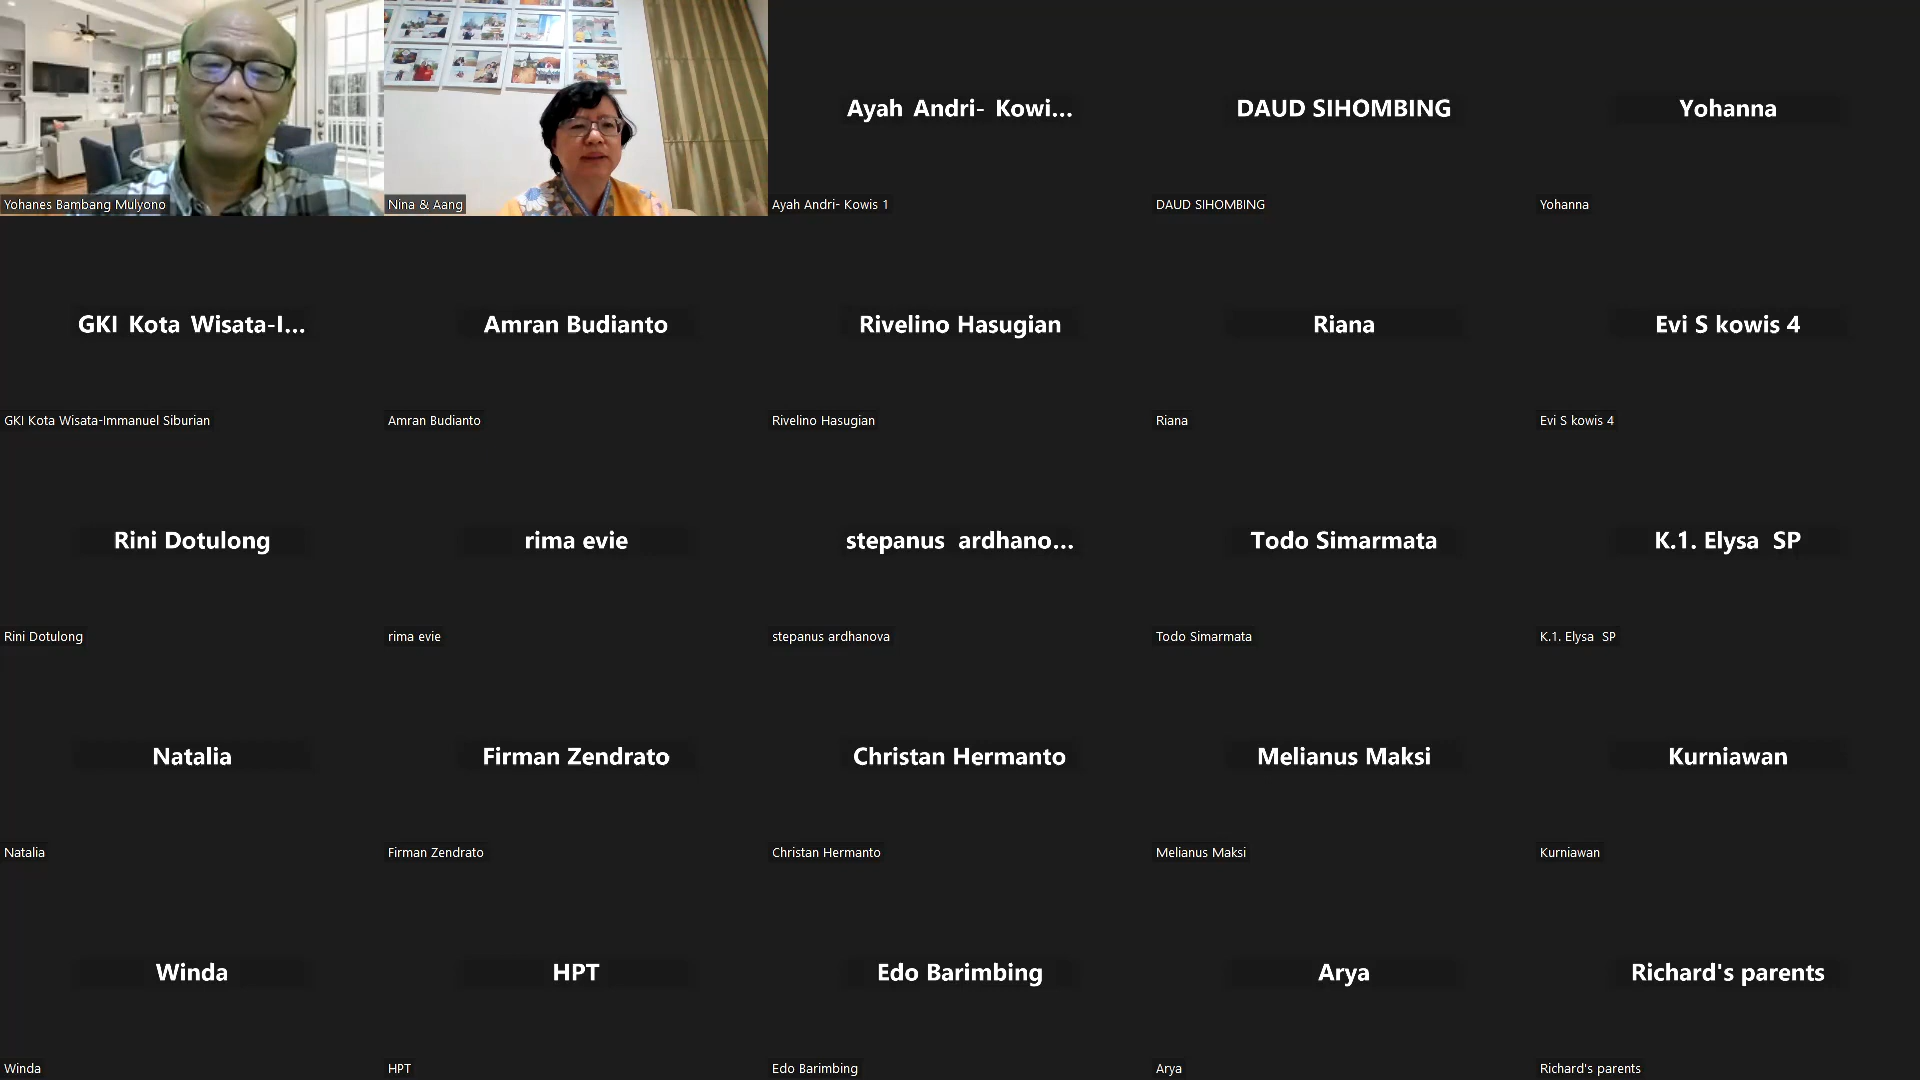 Yohanes Bambang Mulyono
Nina & Aang
Ayah Andri- Kowi...
Ayah Andri- Kowis 1
DAUD SIHOMBING
DAUD SIHOMBING
Yohanna
Yohanna
GKI Kota Wisata-I...
GKI Kota Wisata-Immanuel Siburian
Amran Budianto
Amran Budianto
Rivelino Hasugian
Rivelino Hasugian
Riana
Riana
Evi S kowis 4
Evi S kowis 4
Rini Dotulong
Rini Dotulong
rima evie
rima evie
stepanus ardhano...
stepanus ardhanova
Todo Simarmata
Todo Simarmata
K.1. Elysa  SP
K.1. Elysa  SP
Natalia
Natalia
Firman Zendrato
Firman Zendrato
Christan Hermanto
Christan Hermanto
Melianus Maksi
Melianus Maksi
Kurniawan
Kurniawan
Winda
Winda
HPT
HPT
Edo Barimbing
Edo Barimbing
Arya
Arya
Richard's parents
Richard's parents